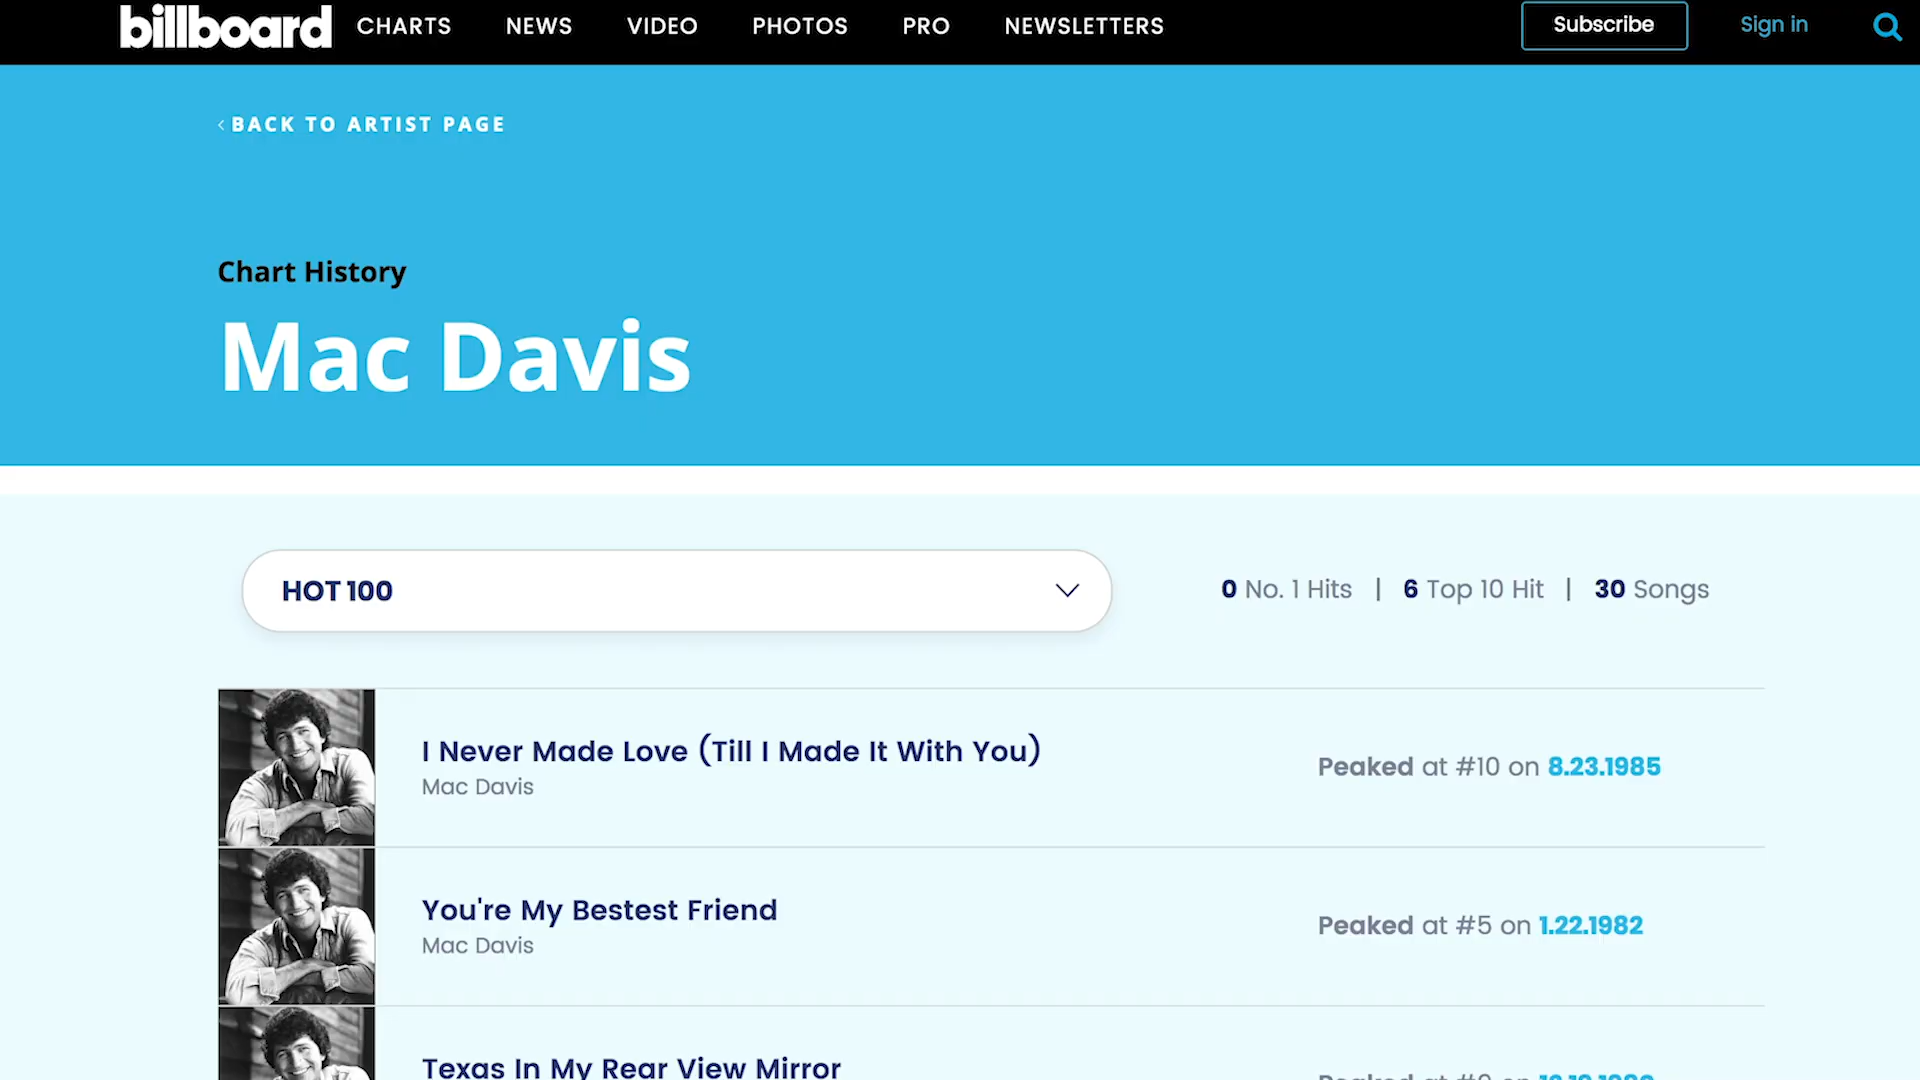 billboard CHARTS NEWS VIDEO PHOTOS PRO NEWSLETTERS Subscribe Sign in
BACK TO ARTIST PAGE
Chart History
Mac Davis
HOT 100
0 No. 1 Hits | 6 Top 10 Hit | 30 Songs
I Never Made Love (Till I Made It With You)
Mac Davis
Peaked at #10 on 8.23.1985
You're My Bestest Friend
Mac Davis
Peaked at #5 on 1.22.1982
Texas In My Rear View Mirror
Peaked at